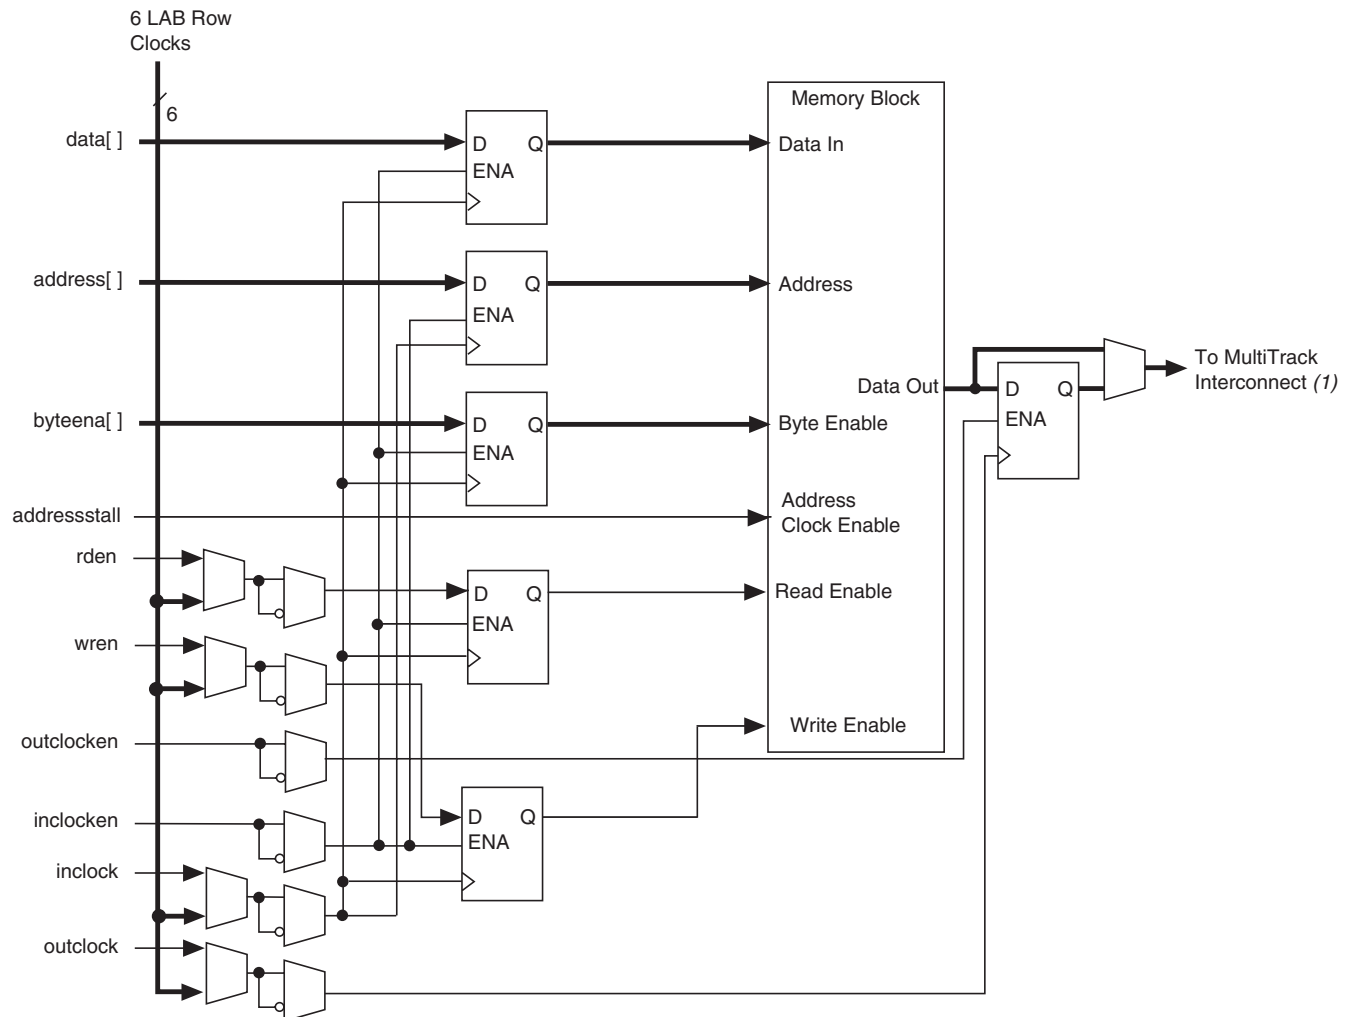 6 LAB Row
Clocks
6
Memory Block
data[ ]
D Q
Data In
ENA
address[ ]
D Q
Address
ENA
To MultiTrack
Interconnect (1)
Data Out
D Q
ENA
byteena[ ]
D Q
Byte Enable
ENA
addressstall
Address
Clock Enable
rden
D Q
Read Enable
ENA
wren
Write Enable
outclocken
inclocken
D Q
ENA
inclock
outclock